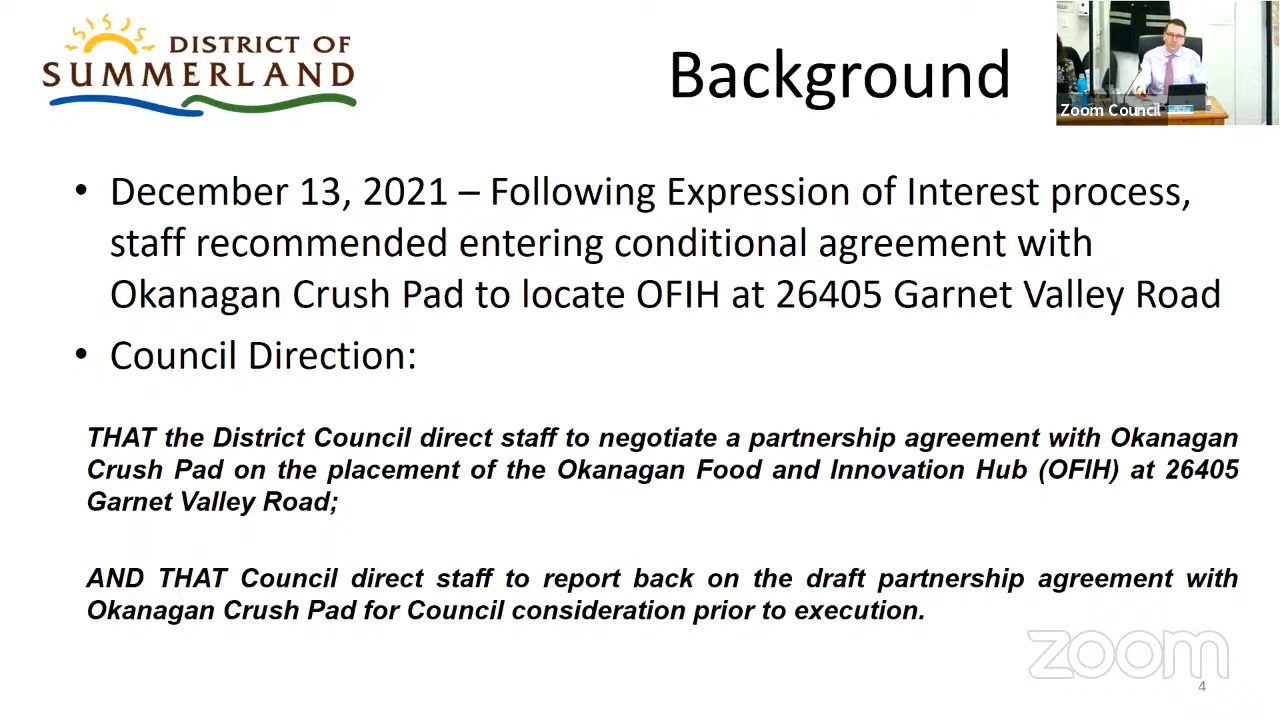 DISTRICT OF
SUMMERLAND
Background
Zoom Council
• December 13, 2021 – Following Expression of Interest process,
staff recommended entering conditional agreement with
Okanagan Crush Pad to locate OFIH at 26405 Garnet Valley Road
• Council Direction:
THAT the District Council direct staff to negotiate a partnership agreement with Okanagan
Crush Pad on the placement of the Okanagan Food and Innovation Hub (OFIH) at 26405
Garnet Valley Road;
AND THAT Council direct staff to report back on the draft partnership agreement with
Okanagan Crush Pad for Council consideration prior to execution.
zoom
4